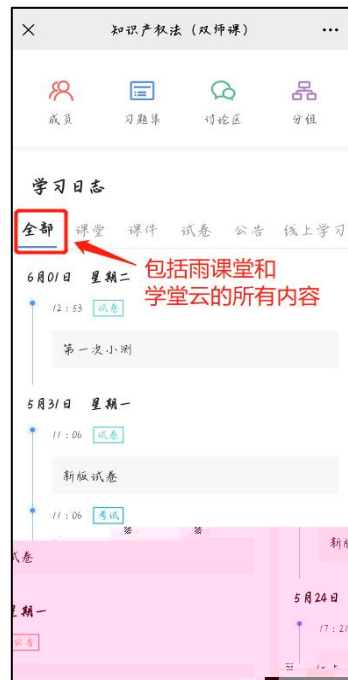 知识产权法（双师课）
成员 习题集 讨论区 分组
学习日志
全部 课堂 课件 试卷 公告 线上学习
包括雨课堂和
学堂云的所有内容
6月01日 星期二
12:53 试卷
第一次小测
5月31日 星期一
11:06 试卷
新版试卷
11:06 考试
试卷
新版
星期一
5月24日
公告